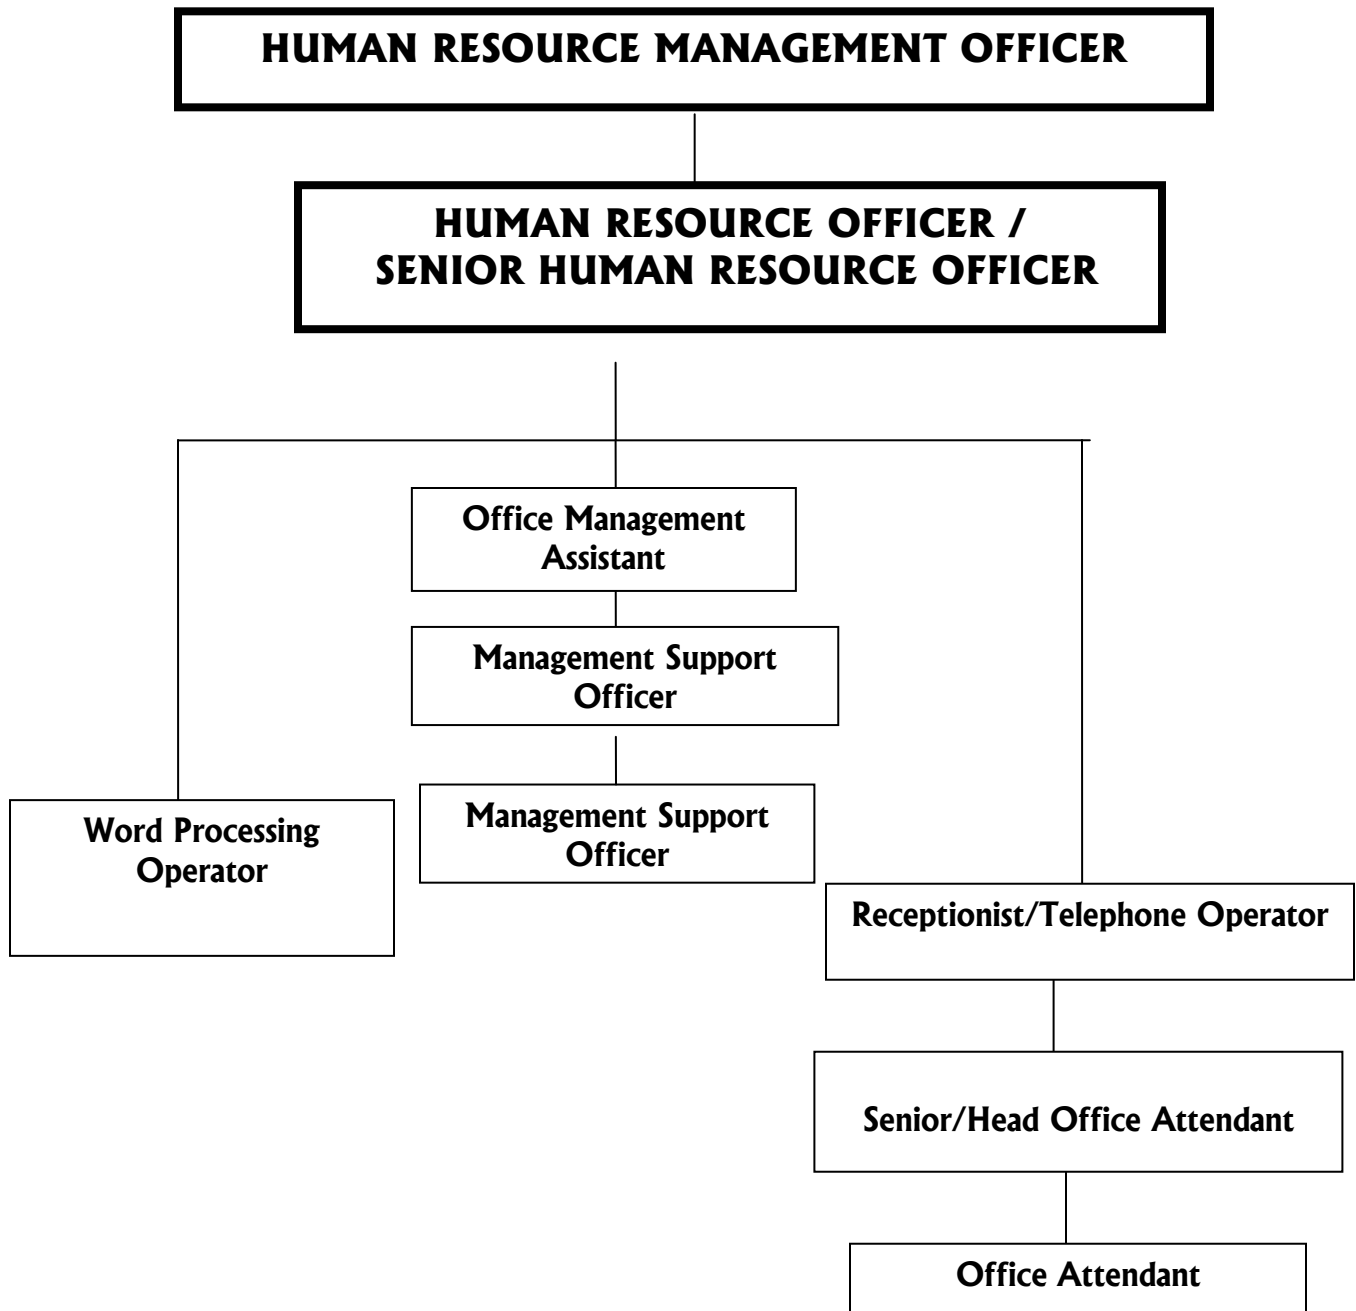 HUMAN RESOURCE MANAGEMENT OFFICER
HUMAN RESOURCE OFFICER /
SENIOR HUMAN RESOURCE OFFICER
Office Management
Assistant
Management Support
Officer
Management Support
Officer
Word Processing
Operator
Receptionist/Telephone Operator
Senior/Head Office Attendant
Office Attendant